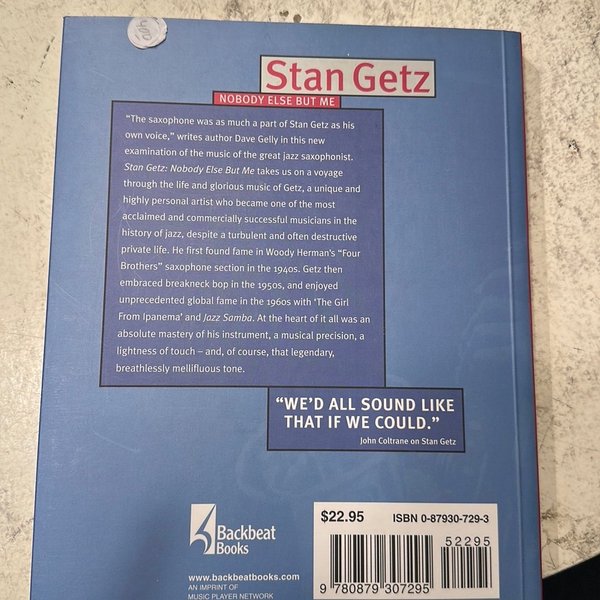 Stan Getz
NOBODY ELSE BUT ME
“The saxophone was as much a part of Stan Getz as his
own voice,” writes author Dave Gelly in this new
examination of the music of the great jazz saxophonist.
Stan Getz: Nobody Else But Me takes us on a voyage
through the life and glorious music of Getz, a unique and
highly personal artist who became one of the most
acclaimed and commercially successful musicians in the
history of jazz, despite a turbulent and often destructive
private life. He first found fame in Woody Herman's “Four
Brothers” saxophone section in the 1940s. Getz then
embraced breakneck bop in the 1950s, and enjoyed
unprecedented global fame in the 1960s with ‘The Girl
From Ipanema’ and Jazz Samba. At the heart of it all was an
absolute mastery of his instrument, a musical precision, a
lightness of touch – and, of course, that legendary,
breathlessly mellifluous tone.
“WE’D ALL SOUND LIKE
THAT IF WE COULD.”
John Coltrane on Stan Getz
Backbeat
Books
www.backbeatbooks.com
AN IMPRINT OF
MUSIC PLAYER NETWORK
$22.95 ISBN 0-87930-729-3
52295
9 780879 307295